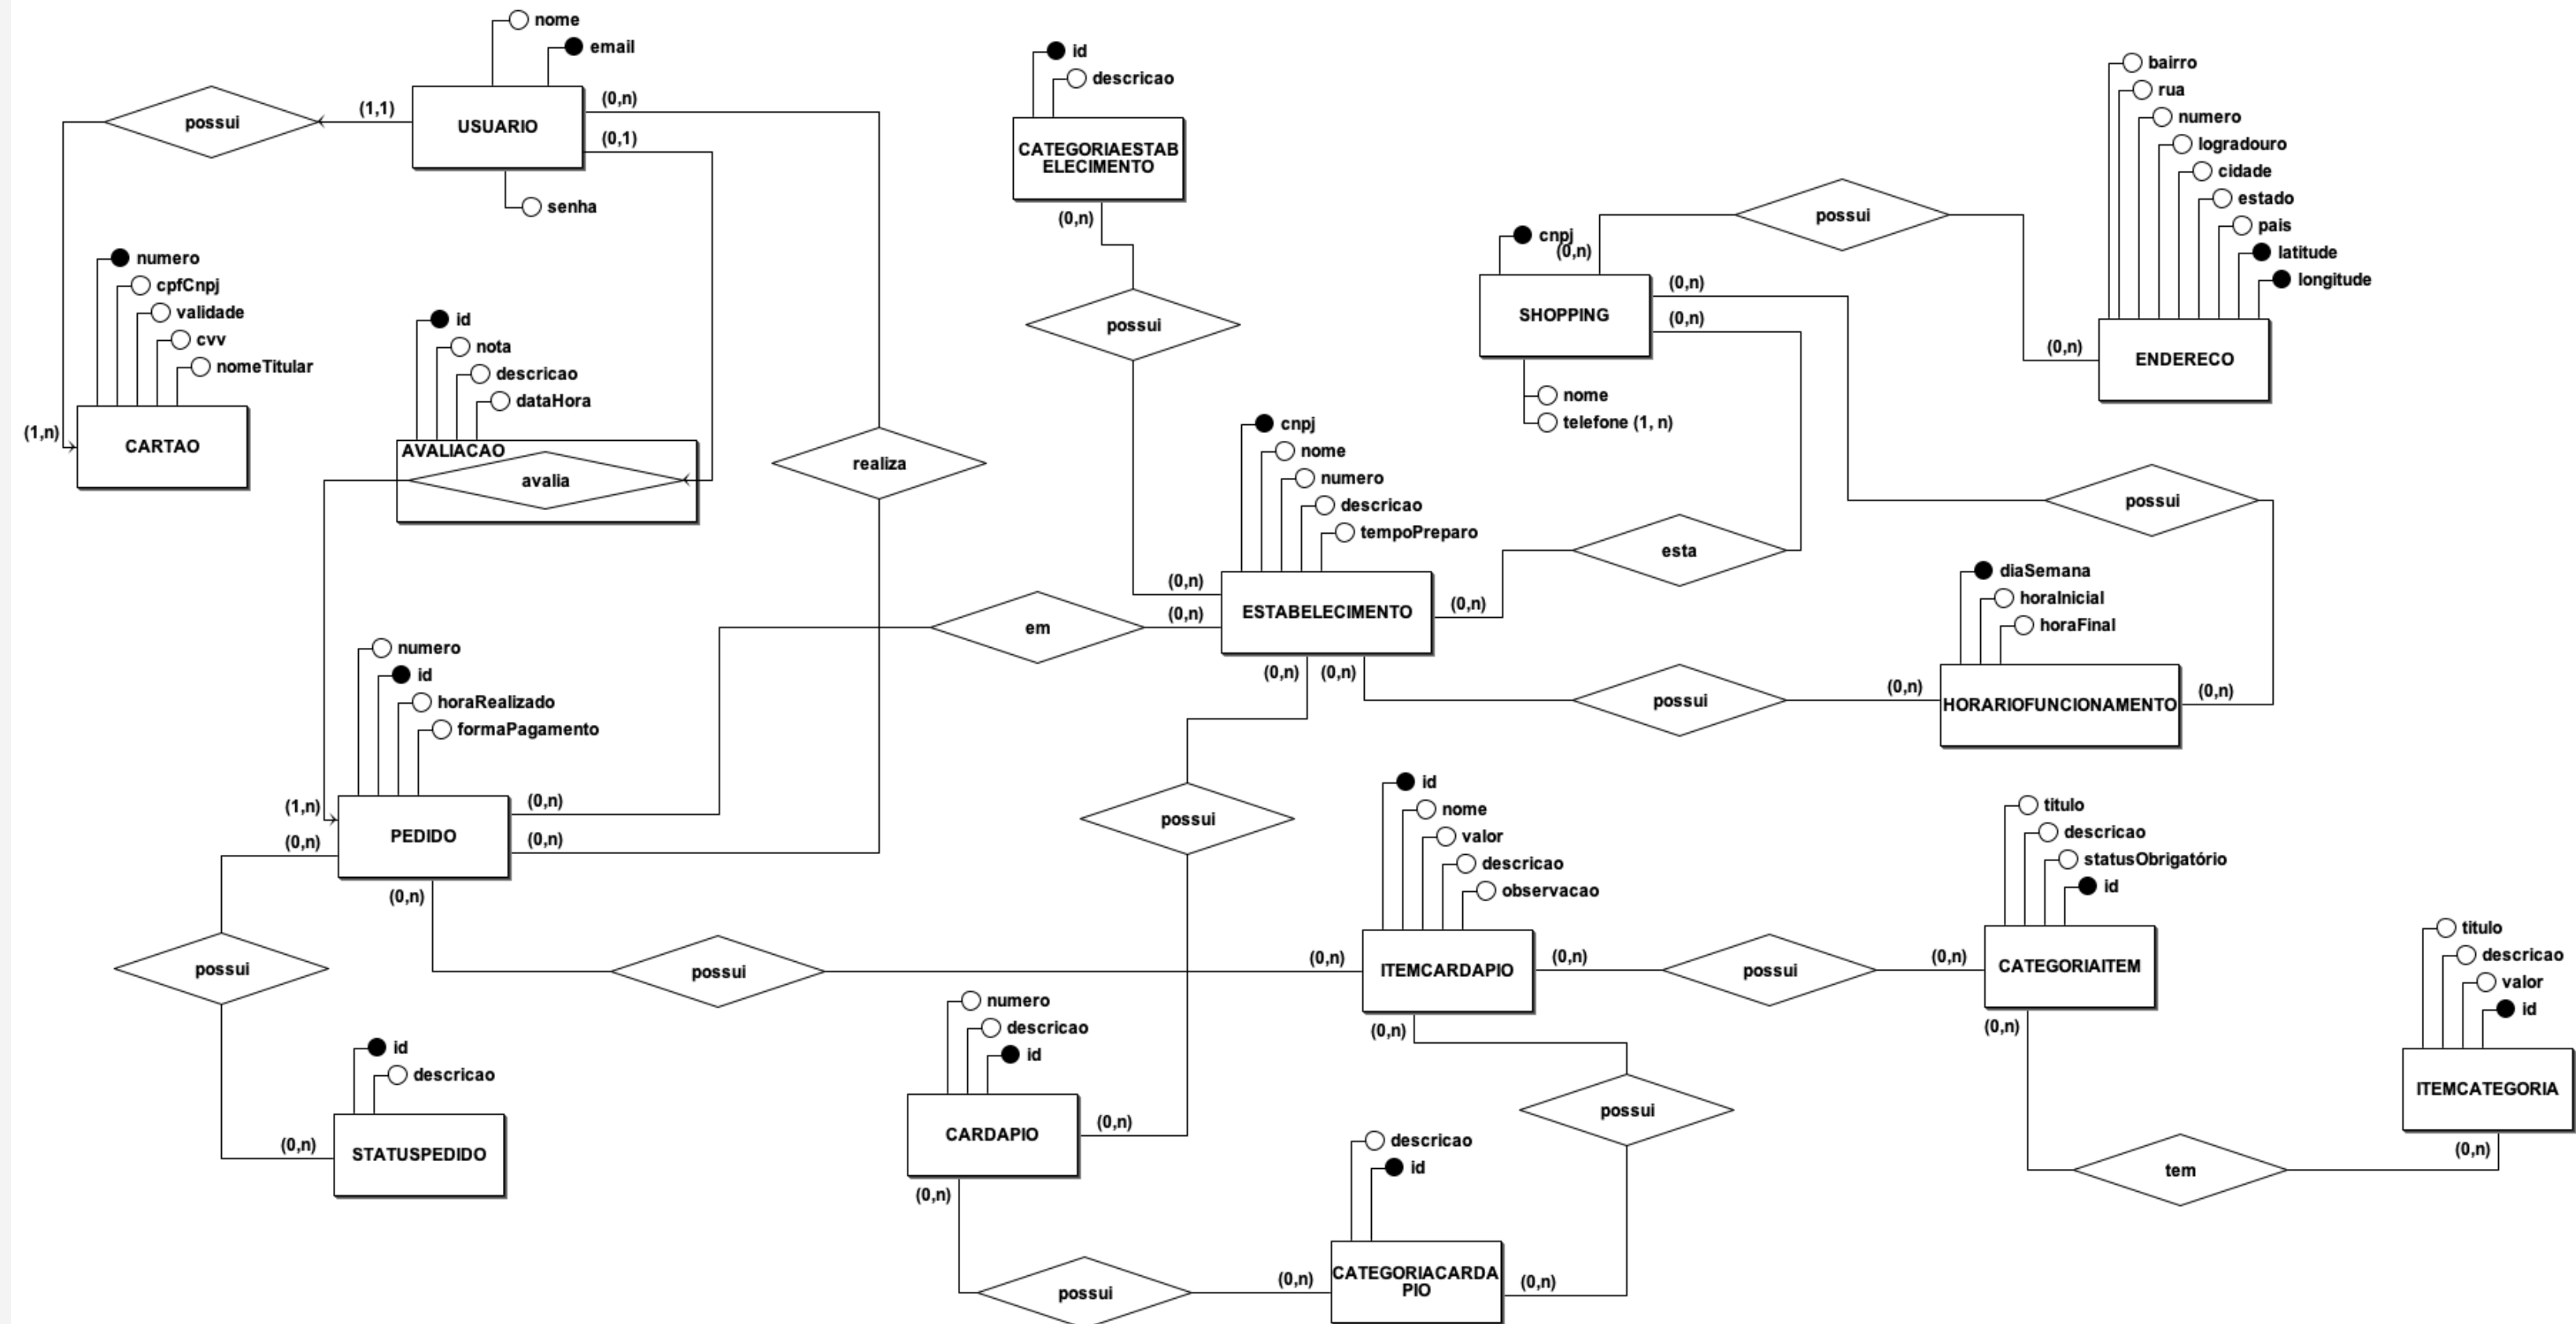 nome
email
(1,1)
USUARIO
(0,n)
(0,1)
senha
possui
(1,n)
numero
cpfCnpj
validade
cvv
nomeTitular
CARTAO
id
nota
descricao
dataHora
AVALIACAO
avalia
realiza
id
descricao
CATEGORIAESTAB
ELECIMENTO
(0,n)
possui
(0,n)
bairro
rua
numero
logradouro
cidade
estado
pais
latitude
longitude
ENDERECO
(0,n)
possui
cnpj
(0,n)
SHOPPING
(0,n)
(0,n)
nome
telefone (1, n)
cnpj
nome
numero
descricao
tempoPreparo
ESTABELECIMENTO
(0,n)
(0,n)
(0,n)
(0,n)
esta
possui
diaSemana
horaInicial
horaFinal
HORARIOFUNCIONAMENTO
(0,n)
(0,n)
possui
em
numero
id
horaRealizado
formaPagamento
(1,n)
(0,n)
PEDIDO
(0,n)
(0,n)
(0,n)
possui
id
descricao
(0,n)
STATUSPEDIDO
possui
possui
id
nome
valor
descricao
observacao
(0,n)
ITEMCARDAPIO
(0,n)
(0,n)
possui
titulo
descricao
statusObrigatório
id
(0,n)
CATEGORIAITEM
(0,n)
titulo
descricao
valor
id
ITEMCATEGORIA
(0,n)
tem
numero
descricao
id
CARDAPIO
(0,n)
(0,n)
possui
possui
descricao
id
(0,n)
CATEGORIACARDA
PIO
(0,n)